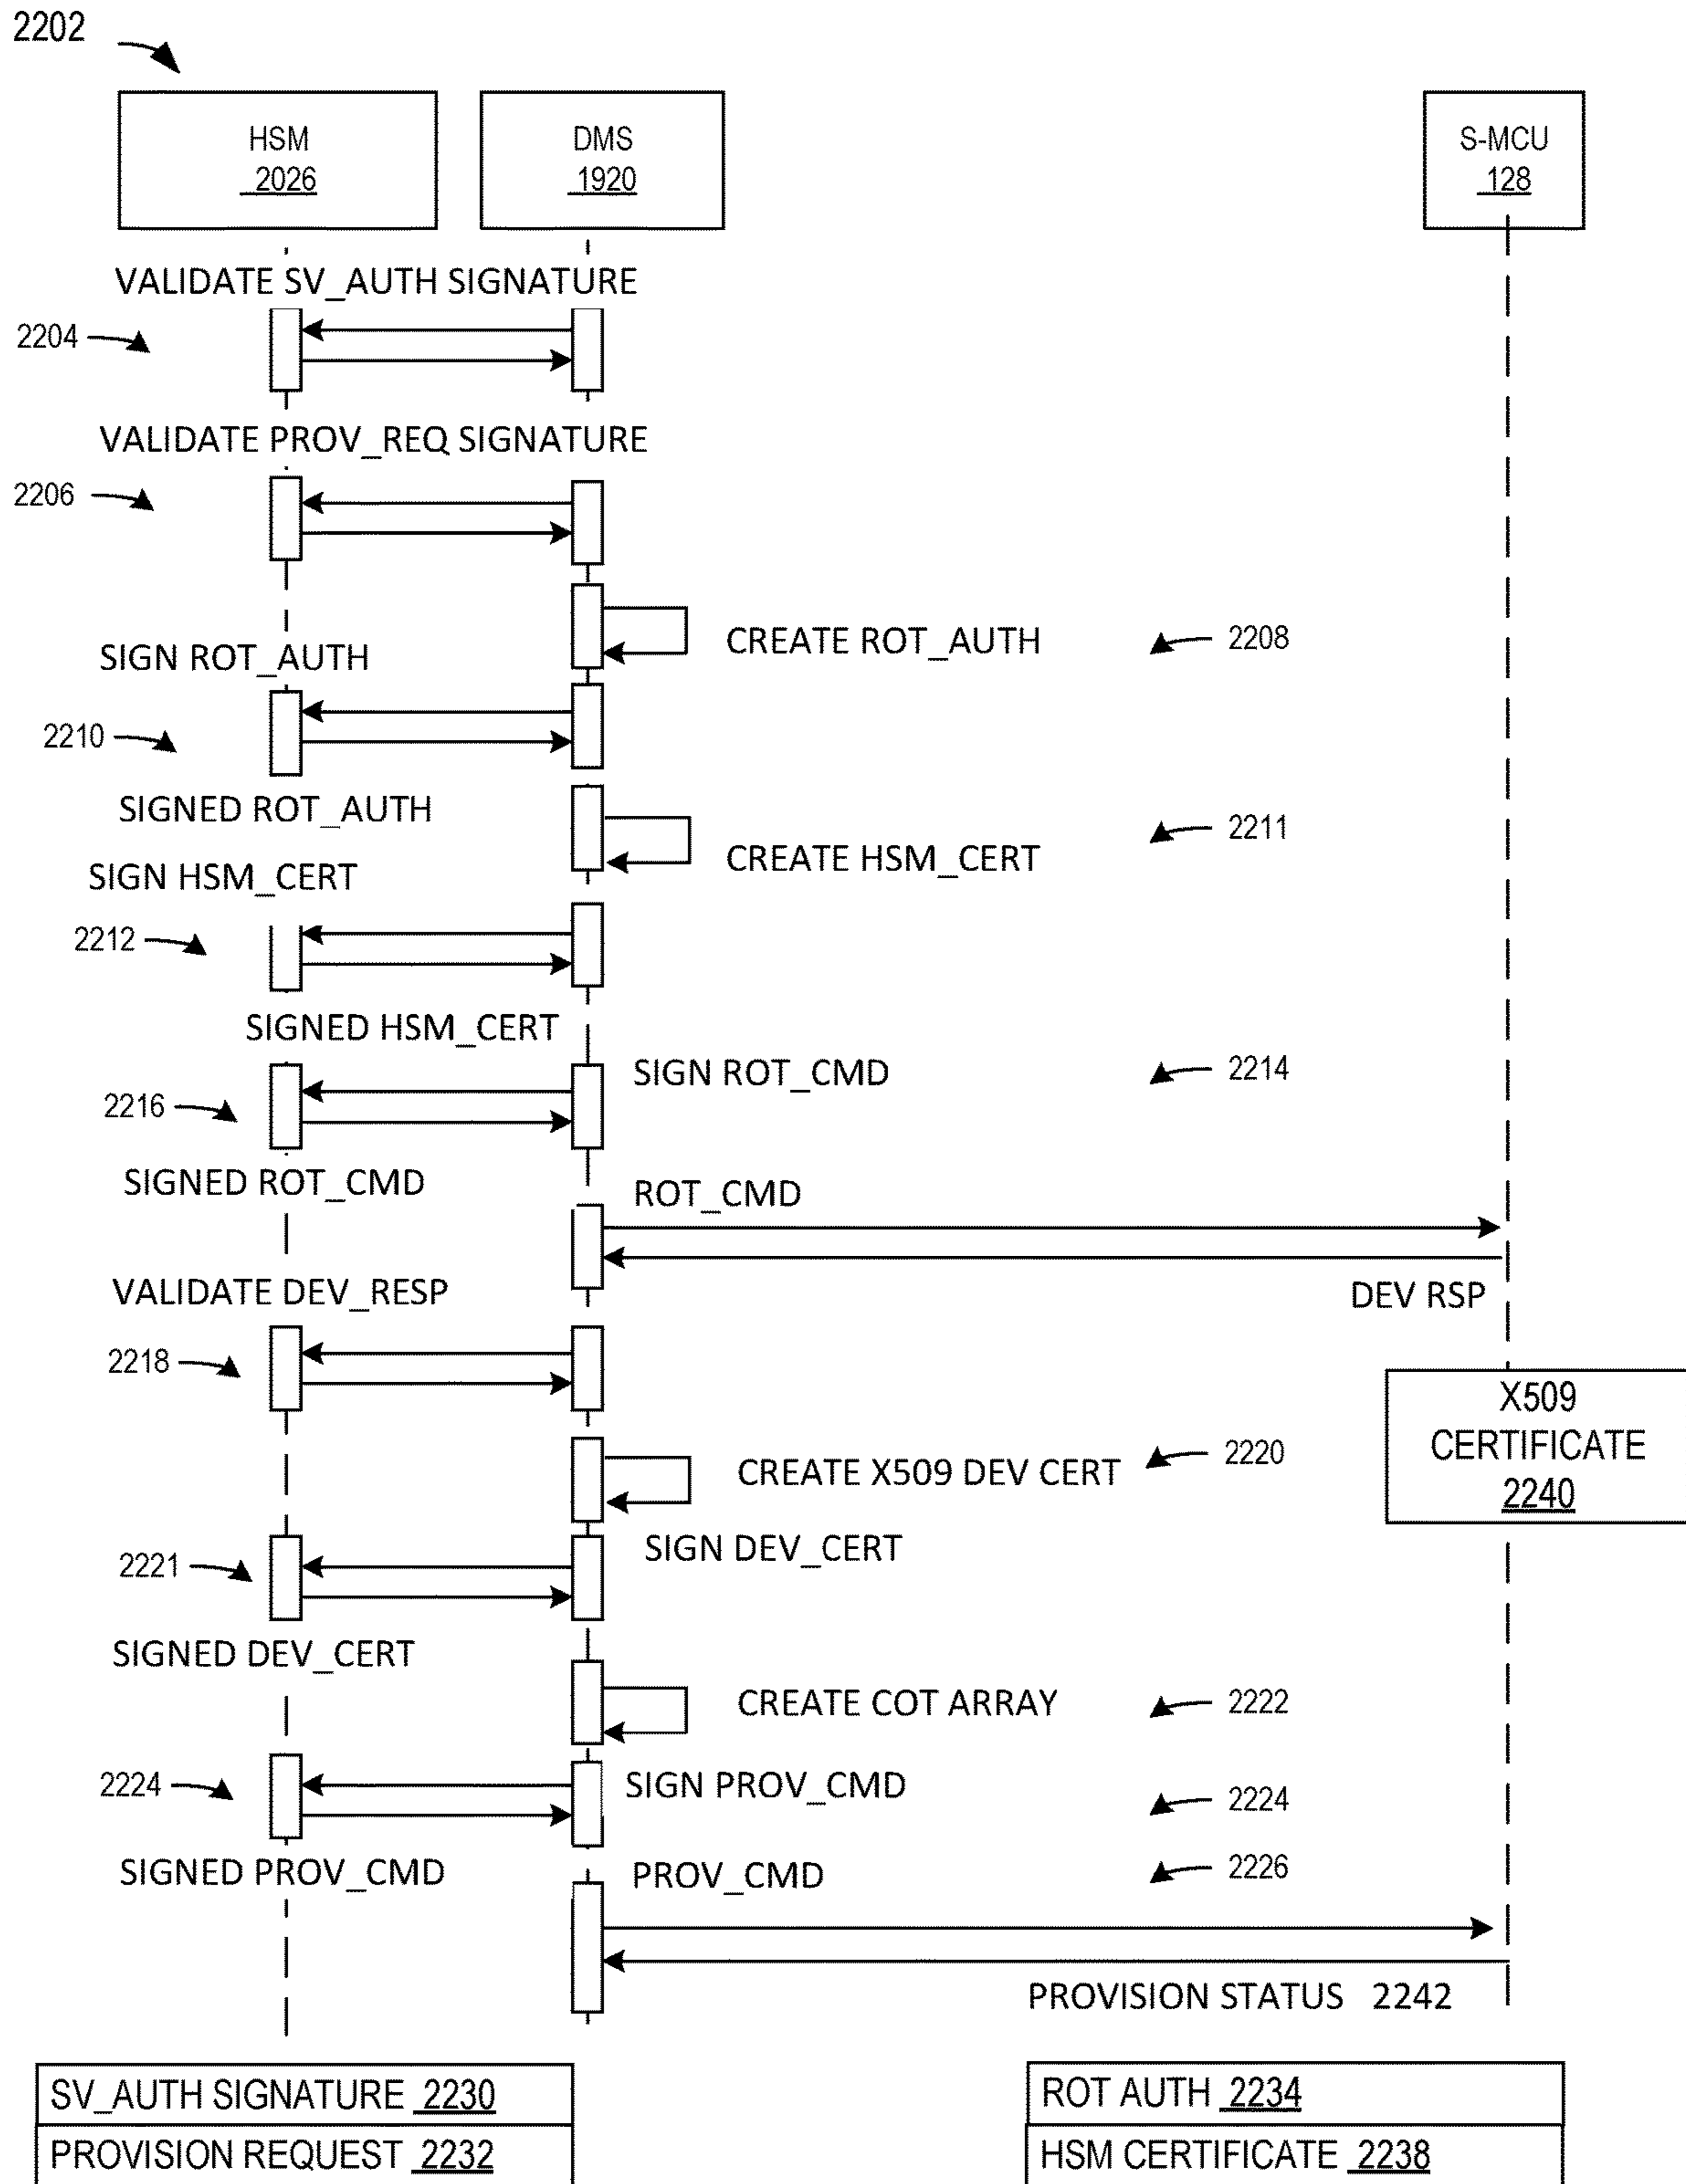 2202
HSM
2026
DMS
1920
S-MCU
128
VALIDATE SV_AUTH SIGNATURE
2204
VALIDATE PROV_REQ SIGNATURE
2206
CREATE ROT_AUTH
2208
SIGN ROT_AUTH
2210
SIGNED ROT_AUTH
2211
CREATE HSM_CERT
SIGN HSM_CERT
2212
SIGNED HSM_CERT
SIGN ROT_CMD
2214
2216
SIGNED ROT_CMD
ROT_CMD
VALIDATE DEV_RESP
DEV RSP
2218
X509
CERTIFICATE
2240
CREATE X509 DEV CERT
2220
SIGN DEV_CERT
2221
SIGNED DEV_CERT
CREATE COT ARRAY
2222
2224
SIGN PROV_CMD
2224
SIGNED PROV_CMD
PROV_CMD
2226
PROVISION STATUS 2242
SV_AUTH SIGNATURE 2230
PROVISION REQUEST 2232
ROT AUTH 2234
HSM CERTIFICATE 2238